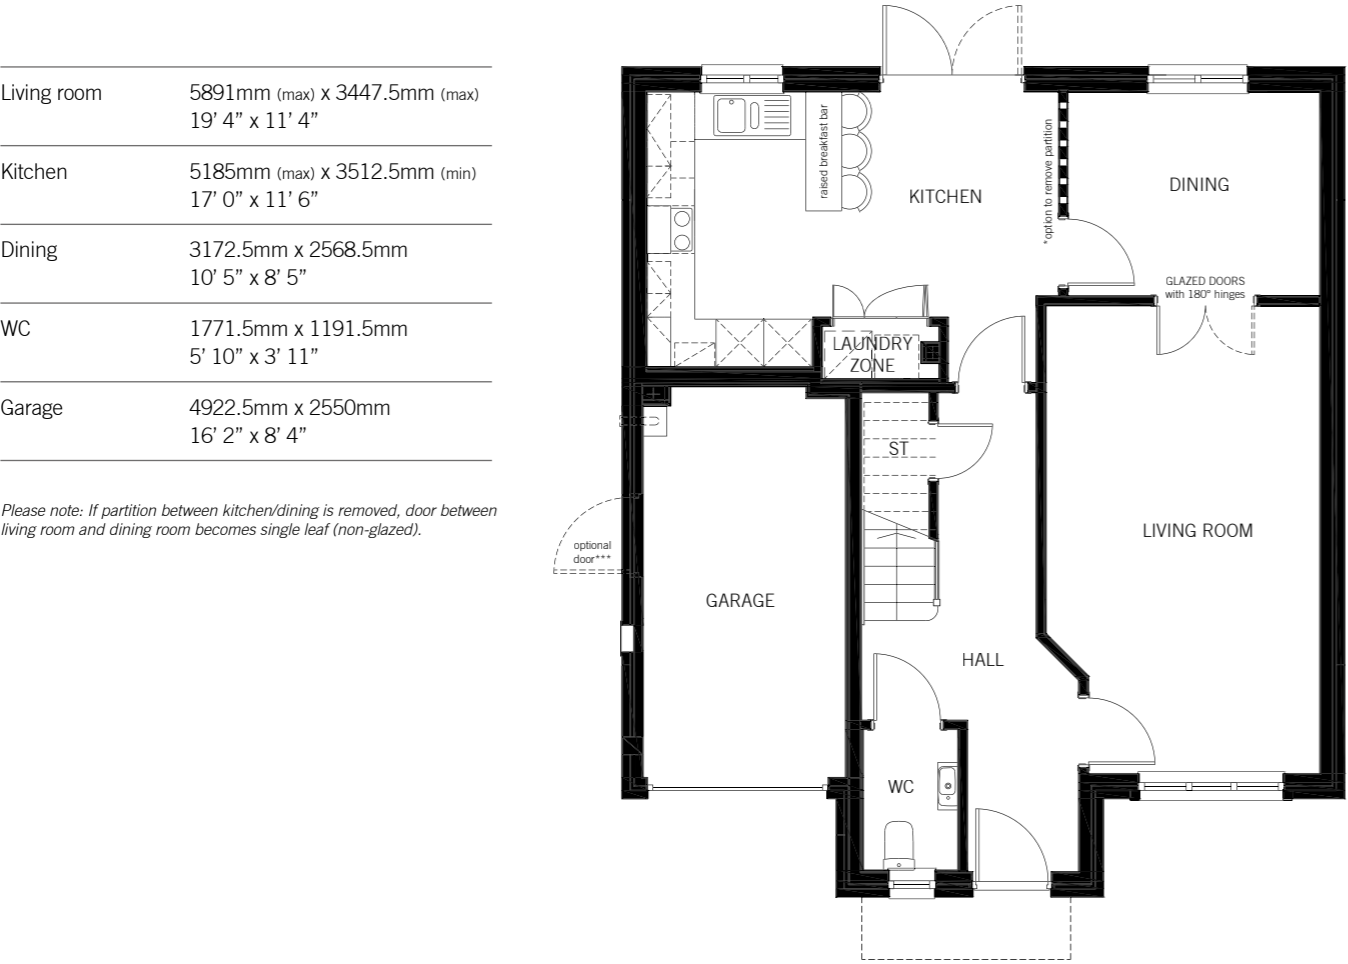 Living room 5891mm (max) x 3447.5mm (max)
19’ 4” x 11’ 4”
Kitchen 5185mm (max) x 3512.5mm (min)
17’ 0” x 11’ 6”
Dining 3172.5mm x 2568.5mm
10’ 5” x 8’ 5”
WC 1771.5mm x 1191.5mm
5’ 10” x 3’ 11”
Garage 4922.5mm x 2550mm
16’ 2” x 8’ 4”
Please note: If partition between kitchen/dining is removed, door between
living room and dining room becomes single leaf (non-glazed).
raised breakfast bar
KITCHEN
*option to remove partition
DINING
GLAZED DOORS
with 180° hinges
LAUNDRY
ZONE
ST
LIVING ROOM
optional
door***
GARAGE
HALL
WC